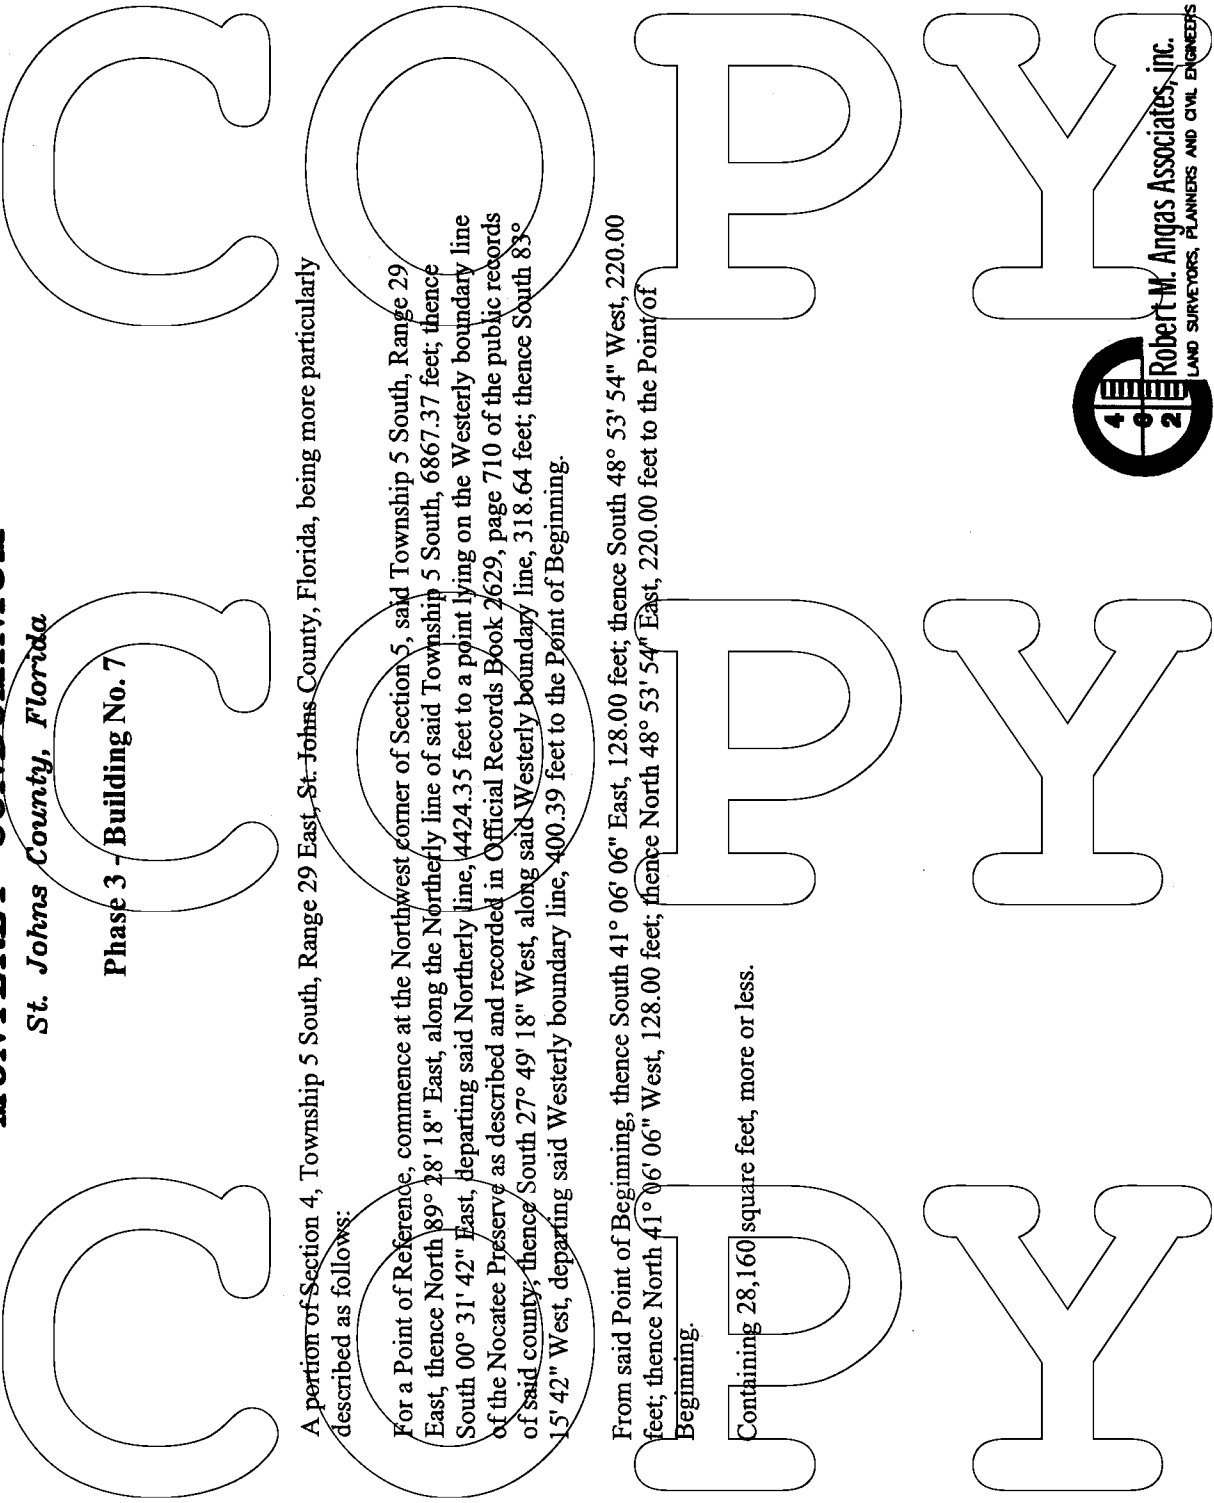 St. Johns County, Florida
Phase 3 - Building No. 7
A portion of Section 4, Township 5 South, Range 29 East, St. Johns County, Florida, being more particularly
described as follows:
For a Point of Reference, commence at the Northwest corner of Section 5, said Township 5 South, Range 29
East, thence North 89° 28' 18" East, along the Northerly line of said Township 5 South, 6867.37 feet; thence
South 00° 31' 42" East, departing said Northerly line, 4424.35 feet to a point lying on the Westerly boundary line
of the Nocatee Preserve as described and recorded in Official Records Book 2629, page 710 of the public records
of said county; thence South 27° 49' 18" West, along said Westerly boundary line, 318.64 feet; thence South 83°
15' 42" West, departing said Westerly boundary line, 400.39 feet to the Point of Beginning.
From said Point of Beginning, thence South 41° 06' 06" East, 128.00 feet; thence South 48° 53' 54" West, 220.00
feet; thence North 41° 06' 06" West, 128.00 feet; thence North 48° 53' 54" East, 220.00 feet to the Point of
Beginning.
Containing 28,160 square feet, more or less.
COPY COPY COPY
Robert M. Angas Associates, inc.
LAND SURVEYORS, PLANNERS AND CIVIL ENGINEERS